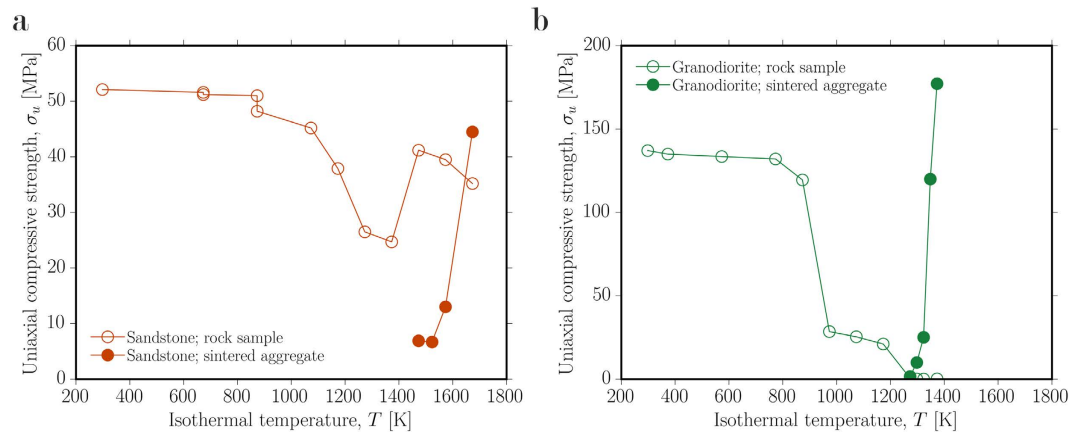 a
Uniaxial compressive strength, σu [MPa]
60
50
40
30
20
10
0
Sandstone; rock sample
Sandstone; sintered aggregate
200 400 600 800 1000 1200 1400 1600 1800
Isothermal temperature, T [K]
b
Uniaxial compressive strength, σu [MPa]
200
150
100
50
0
Granodiorite; rock sample
Granodiorite; sintered aggregate
200 400 600 800 1000 1200 1400 1600 1800
Isothermal temperature, T [K]